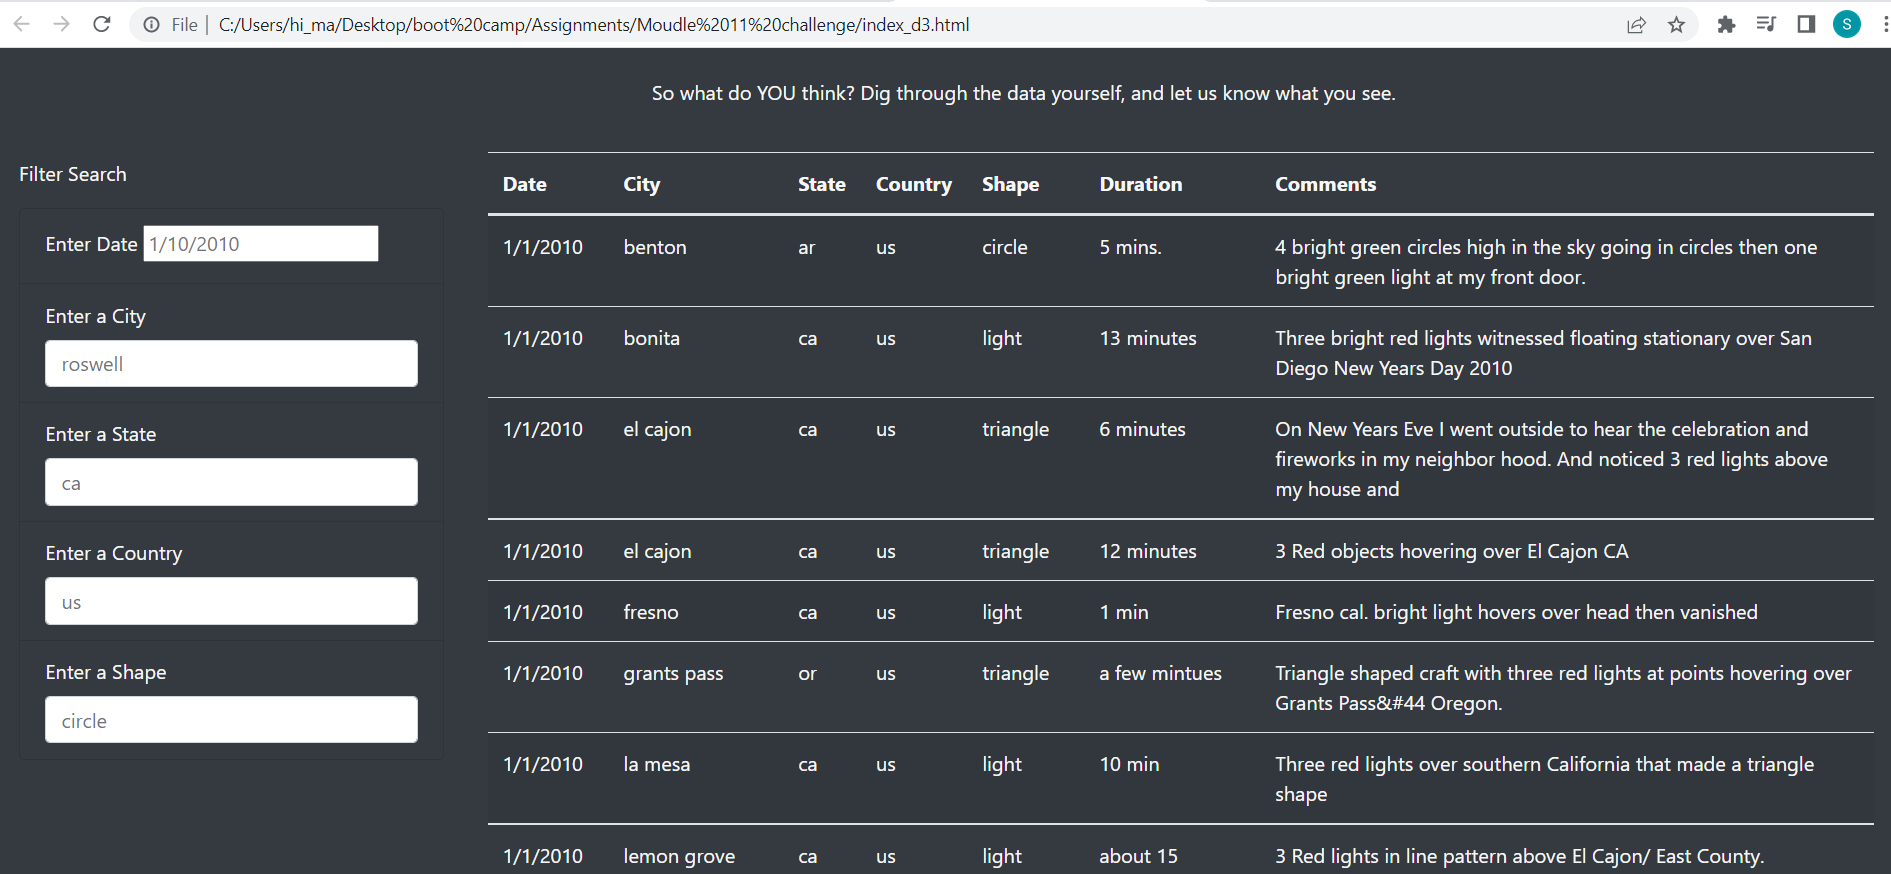 File | C:/Users/hi_ma/Desktop/boot%20camp/Assignments/Moudle%2011%20challenge/index_d3.html
S
So what do YOU think? Dig through the data yourself, and let us know what you see.
Filter Search
Enter Date 1/10/2010
Enter a City
roswell
Enter a State
ca
Enter a Country
us
Enter a Shape
circle
Date City State Country Shape Duration Comments
1/1/2010 benton ar us circle 5 mins. 4 bright green circles high in the sky going in circles then one
bright green light at my front door.
1/1/2010 bonita ca us light 13 minutes Three bright red lights witnessed floating stationary over San
Diego New Years Day 2010
1/1/2010 el cajon ca us triangle 6 minutes On New Years Eve I went outside to hear the celebration and
fireworks in my neighbor hood. And noticed 3 red lights above
my house and
1/1/2010 el cajon ca us triangle 12 minutes 3 Red objects hovering over El Cajon CA
1/1/2010 fresno ca us light 1 min Fresno cal. bright light hovers over head then vanished
1/1/2010 grants pass or us triangle a few mintues Triangle shaped craft with three red lights at points hovering over
Grants Pass&#44 Oregon.
1/1/2010 la mesa ca us light 10 min Three red lights over southern California that made a triangle
shape
1/1/2010 lemon grove ca us light about 15 3 Red lights in line pattern above El Cajon/ East County.